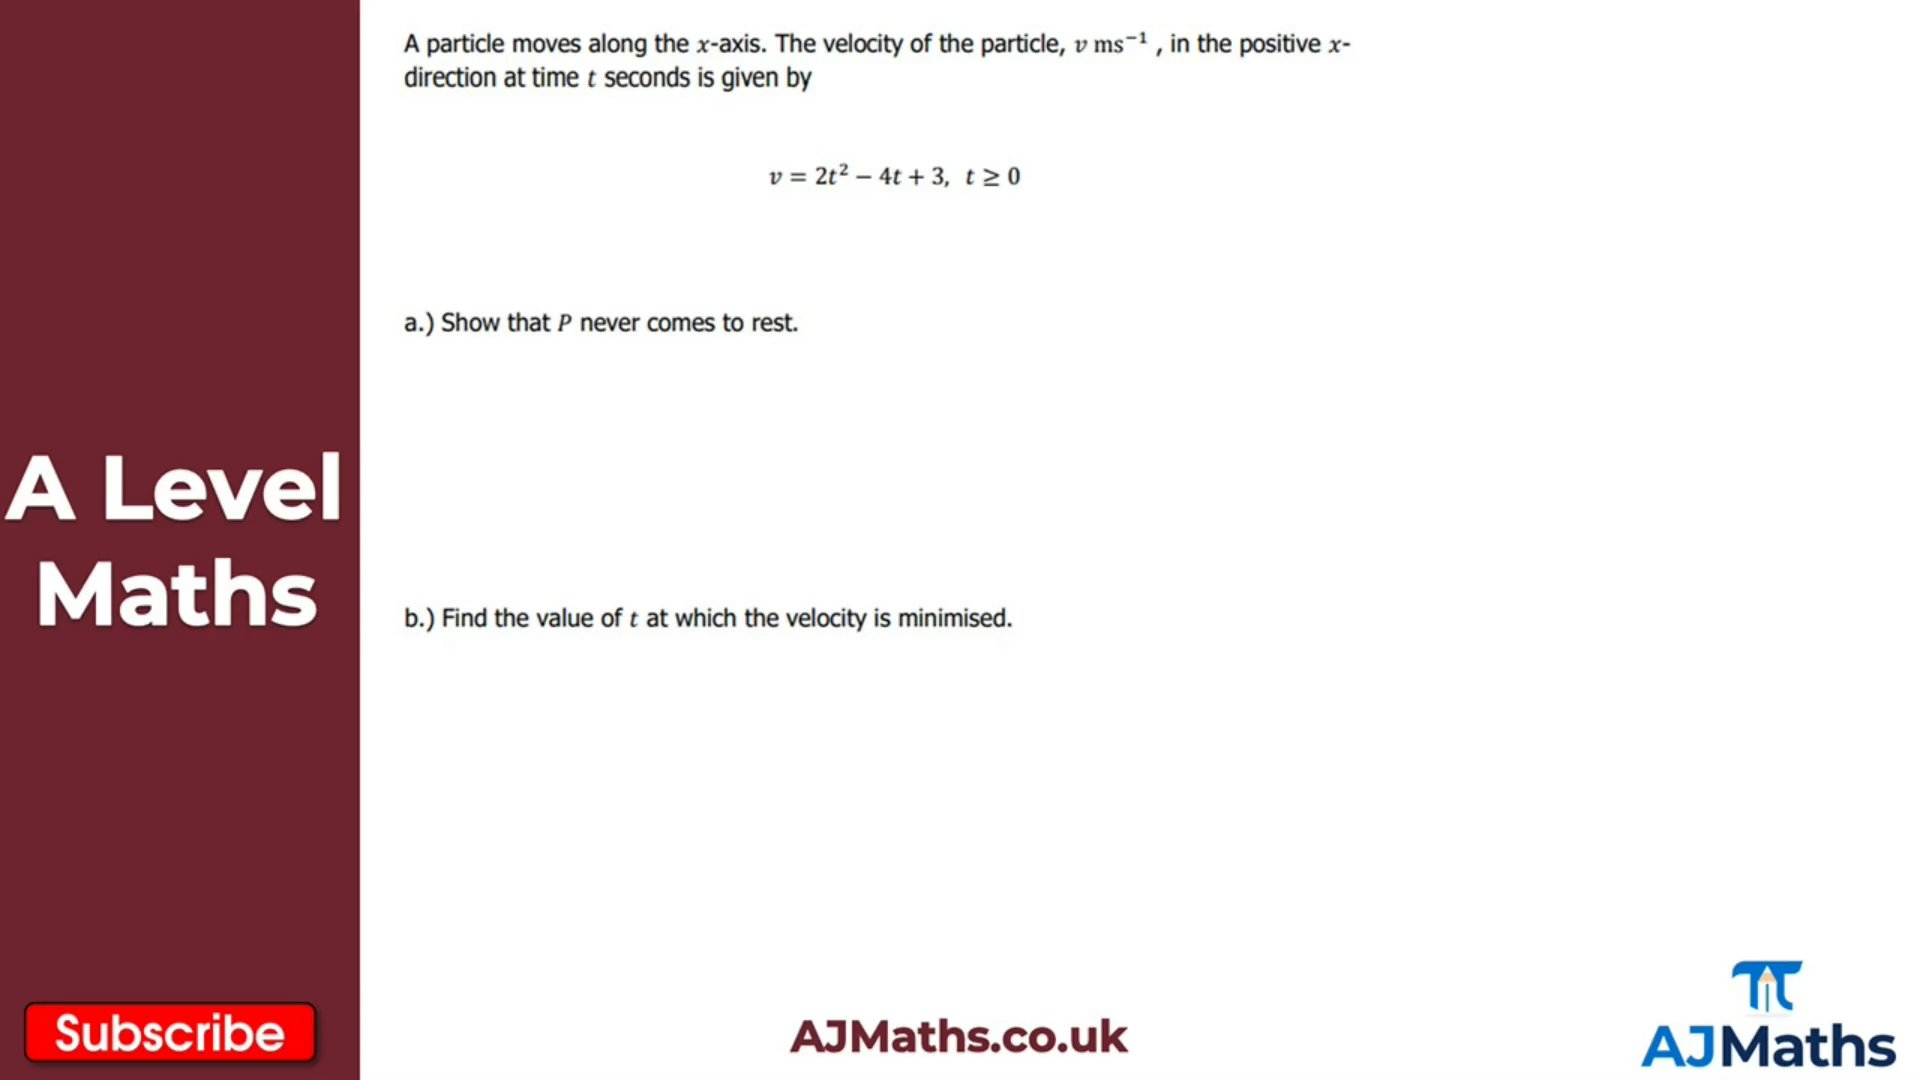 A particle moves along the x-axis. The velocity of the particle, v ms⁻¹ , in the positive x-
direction at time t seconds is given by
v = 2t² − 4t + 3, t ≥ 0
a.) Show that P never comes to rest.
A Level
Maths
b.) Find the value of t at which the velocity is minimised.
Subscribe
AJMaths.co.uk
AJMaths